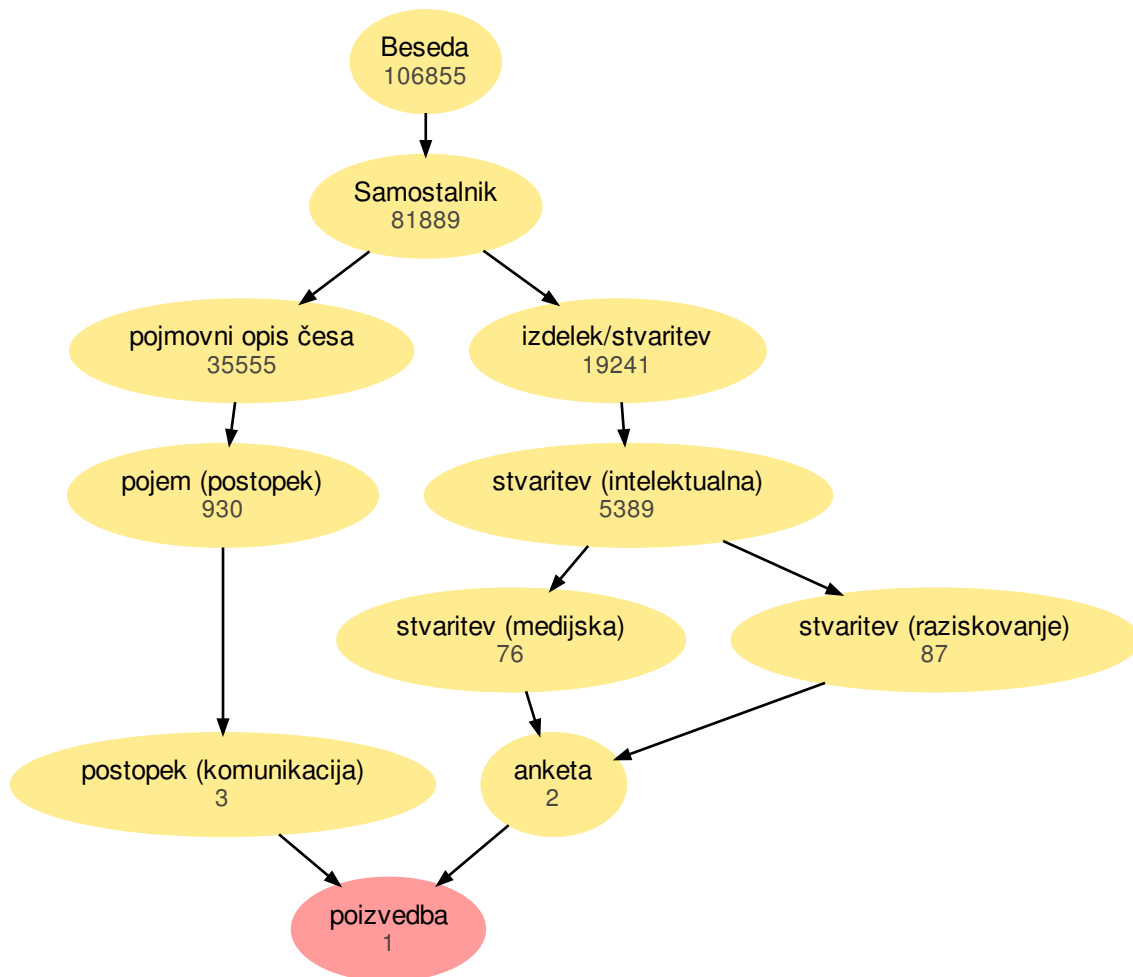 Beseda
106855
Samostalnik
81889
pojmovni opis česa
35555
izdelek/stvaritev
19241
pojem (postopek)
930
stvaritev (intelektualna)
5389
stvaritev (medijska)
76
stvaritev (raziskovanje)
87
postopek (komunikacija)
3
anketa
2
poizvedba
1